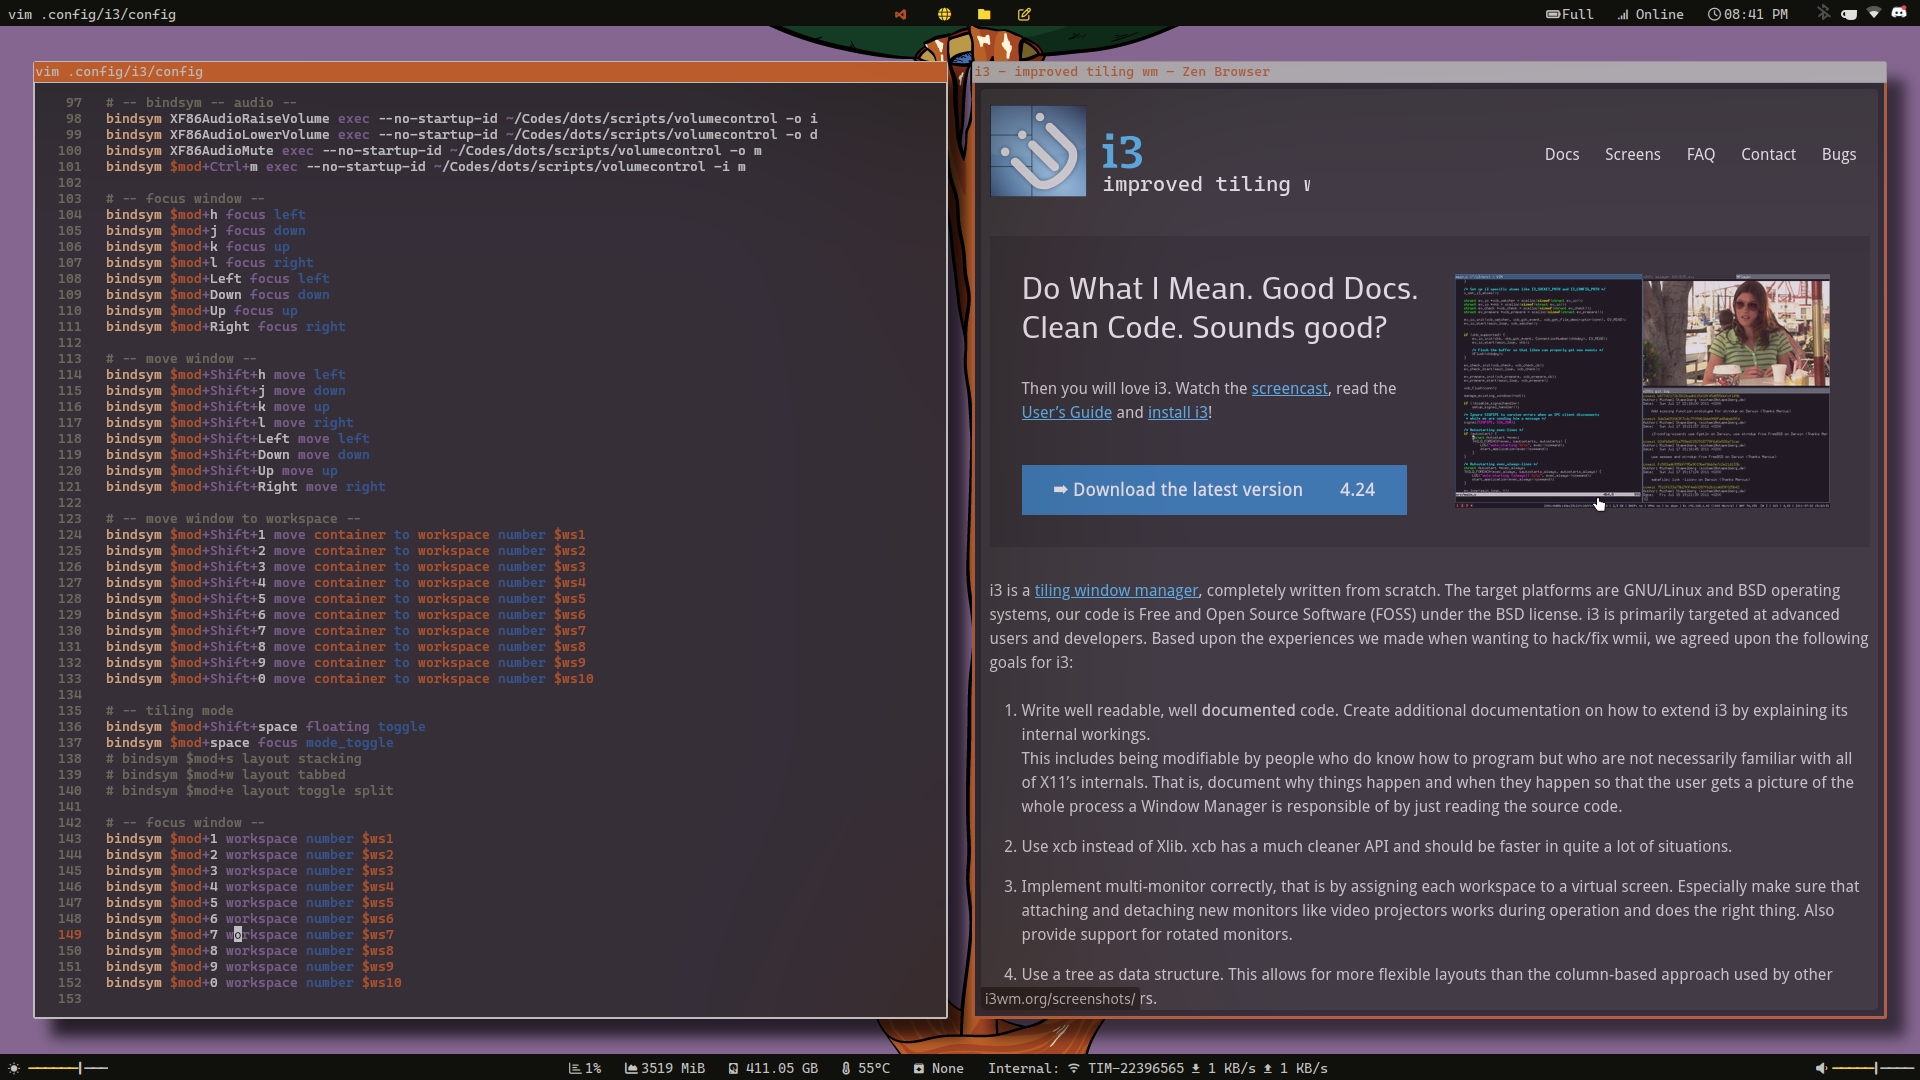 vim .config/i3/config
Full
Online
08:41 PM
vim .config/i3/config
97 # -- bindsym -- audio --
98 bindsym XF86AudioRaiseVolume exec --no-startup-id ~/Codes/dots/scripts/volumecontrol -o i
99 bindsym XF86AudioLowerVolume exec --no-startup-id ~/Codes/dots/scripts/volumecontrol -o d
100 bindsym XF86AudioMute exec --no-startup-id ~/Codes/dots/scripts/volumecontrol -o m
101 bindsym $mod+Ctrl+m exec --no-startup-id ~/Codes/dots/scripts/volumecontrol -i m
102
103 # -- focus window --
104 bindsym $mod+h focus left
105 bindsym $mod+j focus down
106 bindsym $mod+k focus up
107 bindsym $mod+l focus right
108 bindsym $mod+Left focus left
109 bindsym $mod+Down focus down
110 bindsym $mod+Up focus up
111 bindsym $mod+Right focus right
112
113 # -- move window --
114 bindsym $mod+Shift+h move left
115 bindsym $mod+Shift+j move down
116 bindsym $mod+Shift+k move up
117 bindsym $mod+Shift+l move right
118 bindsym $mod+Shift+Left move left
119 bindsym $mod+Shift+Down move down
120 bindsym $mod+Shift+Up move up
121 bindsym $mod+Shift+Right move right
122
123 # -- move window to workspace --
124 bindsym $mod+Shift+1 move container to workspace number $ws1
125 bindsym $mod+Shift+2 move container to workspace number $ws2
126 bindsym $mod+Shift+3 move container to workspace number $ws3
127 bindsym $mod+Shift+4 move container to workspace number $ws4
128 bindsym $mod+Shift+5 move container to workspace number $ws5
129 bindsym $mod+Shift+6 move container to workspace number $ws6
130 bindsym $mod+Shift+7 move container to workspace number $ws7
131 bindsym $mod+Shift+8 move container to workspace number $ws8
132 bindsym $mod+Shift+9 move container to workspace number $ws9
133 bindsym $mod+Shift+0 move container to workspace number $ws10
134
135 # -- tiling mode
136 bindsym $mod+Shift+space floating toggle
137 bindsym $mod+space focus mode_toggle
138 # bindsym $mod+s layout stacking
139 # bindsym $mod+w layout tabbed
140 # bindsym $mod+e layout toggle split
141
142 # -- focus window --
143 bindsym $mod+1 workspace number $ws1
144 bindsym $mod+2 workspace number $ws2
145 bindsym $mod+3 workspace number $ws3
146 bindsym $mod+4 workspace number $ws4
147 bindsym $mod+5 workspace number $ws5
148 bindsym $mod+6 workspace number $ws6
149 bindsym $mod+7 workspace number $ws7
150 bindsym $mod+8 workspace number $ws8
151 bindsym $mod+9 workspace number $ws9
152 bindsym $mod+0 workspace number $ws10
153
i3 – improved tiling wm — Zen Browser
i3
improved tiling
Docs
Screens
FAQ
Contact
Bugs
Do What I Mean. Good Docs.
Clean Code. Sounds good?
Then you will love i3. Watch the screencast, read the
User's Guide and install i3!
➡ Download the latest version 4.24
i3 is a tiling window manager, completely written from scratch. The target platforms are GNU/Linux and BSD operating
systems, our code is Free and Open Source Software (FOSS) under the BSD license. i3 is primarily targeted at advanced
users and developers. Based upon the experiences we made when wanting to hack/fix wmii, we agreed upon the following
goals for i3:
1. Write well readable, well documented code. Create additional documentation on how to extend i3 by explaining its
internal workings.
This includes being modifiable by people who do know how to program but who are not necessarily familiar with all
of X11's internals. That is, document why things happen and when they happen so that the user gets a picture of the
whole process a Window Manager is responsible of by just reading the source code.
2. Use xcb instead of Xlib. xcb has a much cleaner API and should be faster in quite a lot of situations.
3. Implement multi-monitor correctly, that is by assigning each workspace to a virtual screen. Especially make sure that
attaching and detaching new monitors like video projectors works during operation and does the right thing. Also
provide support for rotated monitors.
4. Use a tree as data structure. This allows for more flexible layouts than the column-based approach used by other
i3wm.org/screenshots/ rs.
1%
3519 MiB
411.05 GB
55°C
None
Internal:
TIM-22396565
1 KB/s
1 KB/s